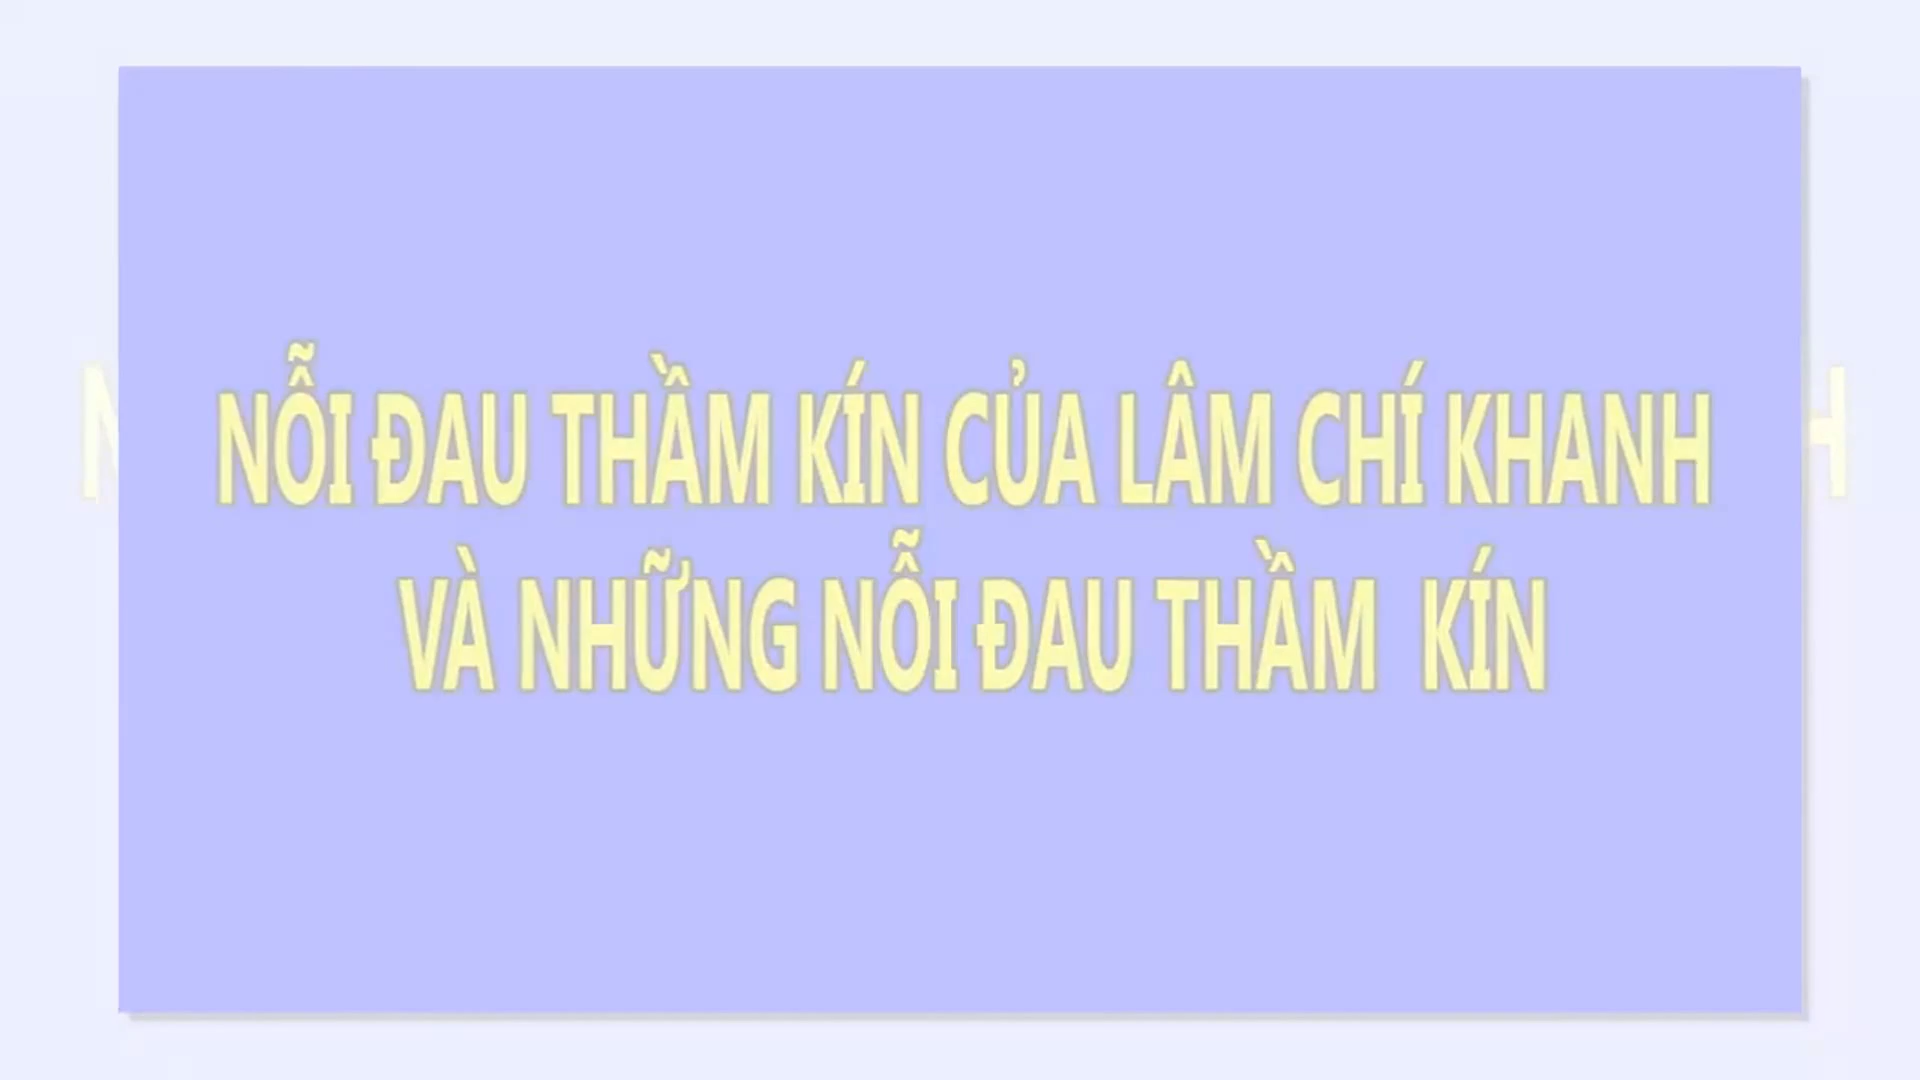 NỖI ĐAU THẦM KÍN CỦA LÂM CHÍ KHANH
VÀ NHỮNG NỖI ĐAU THẦM  KÍN